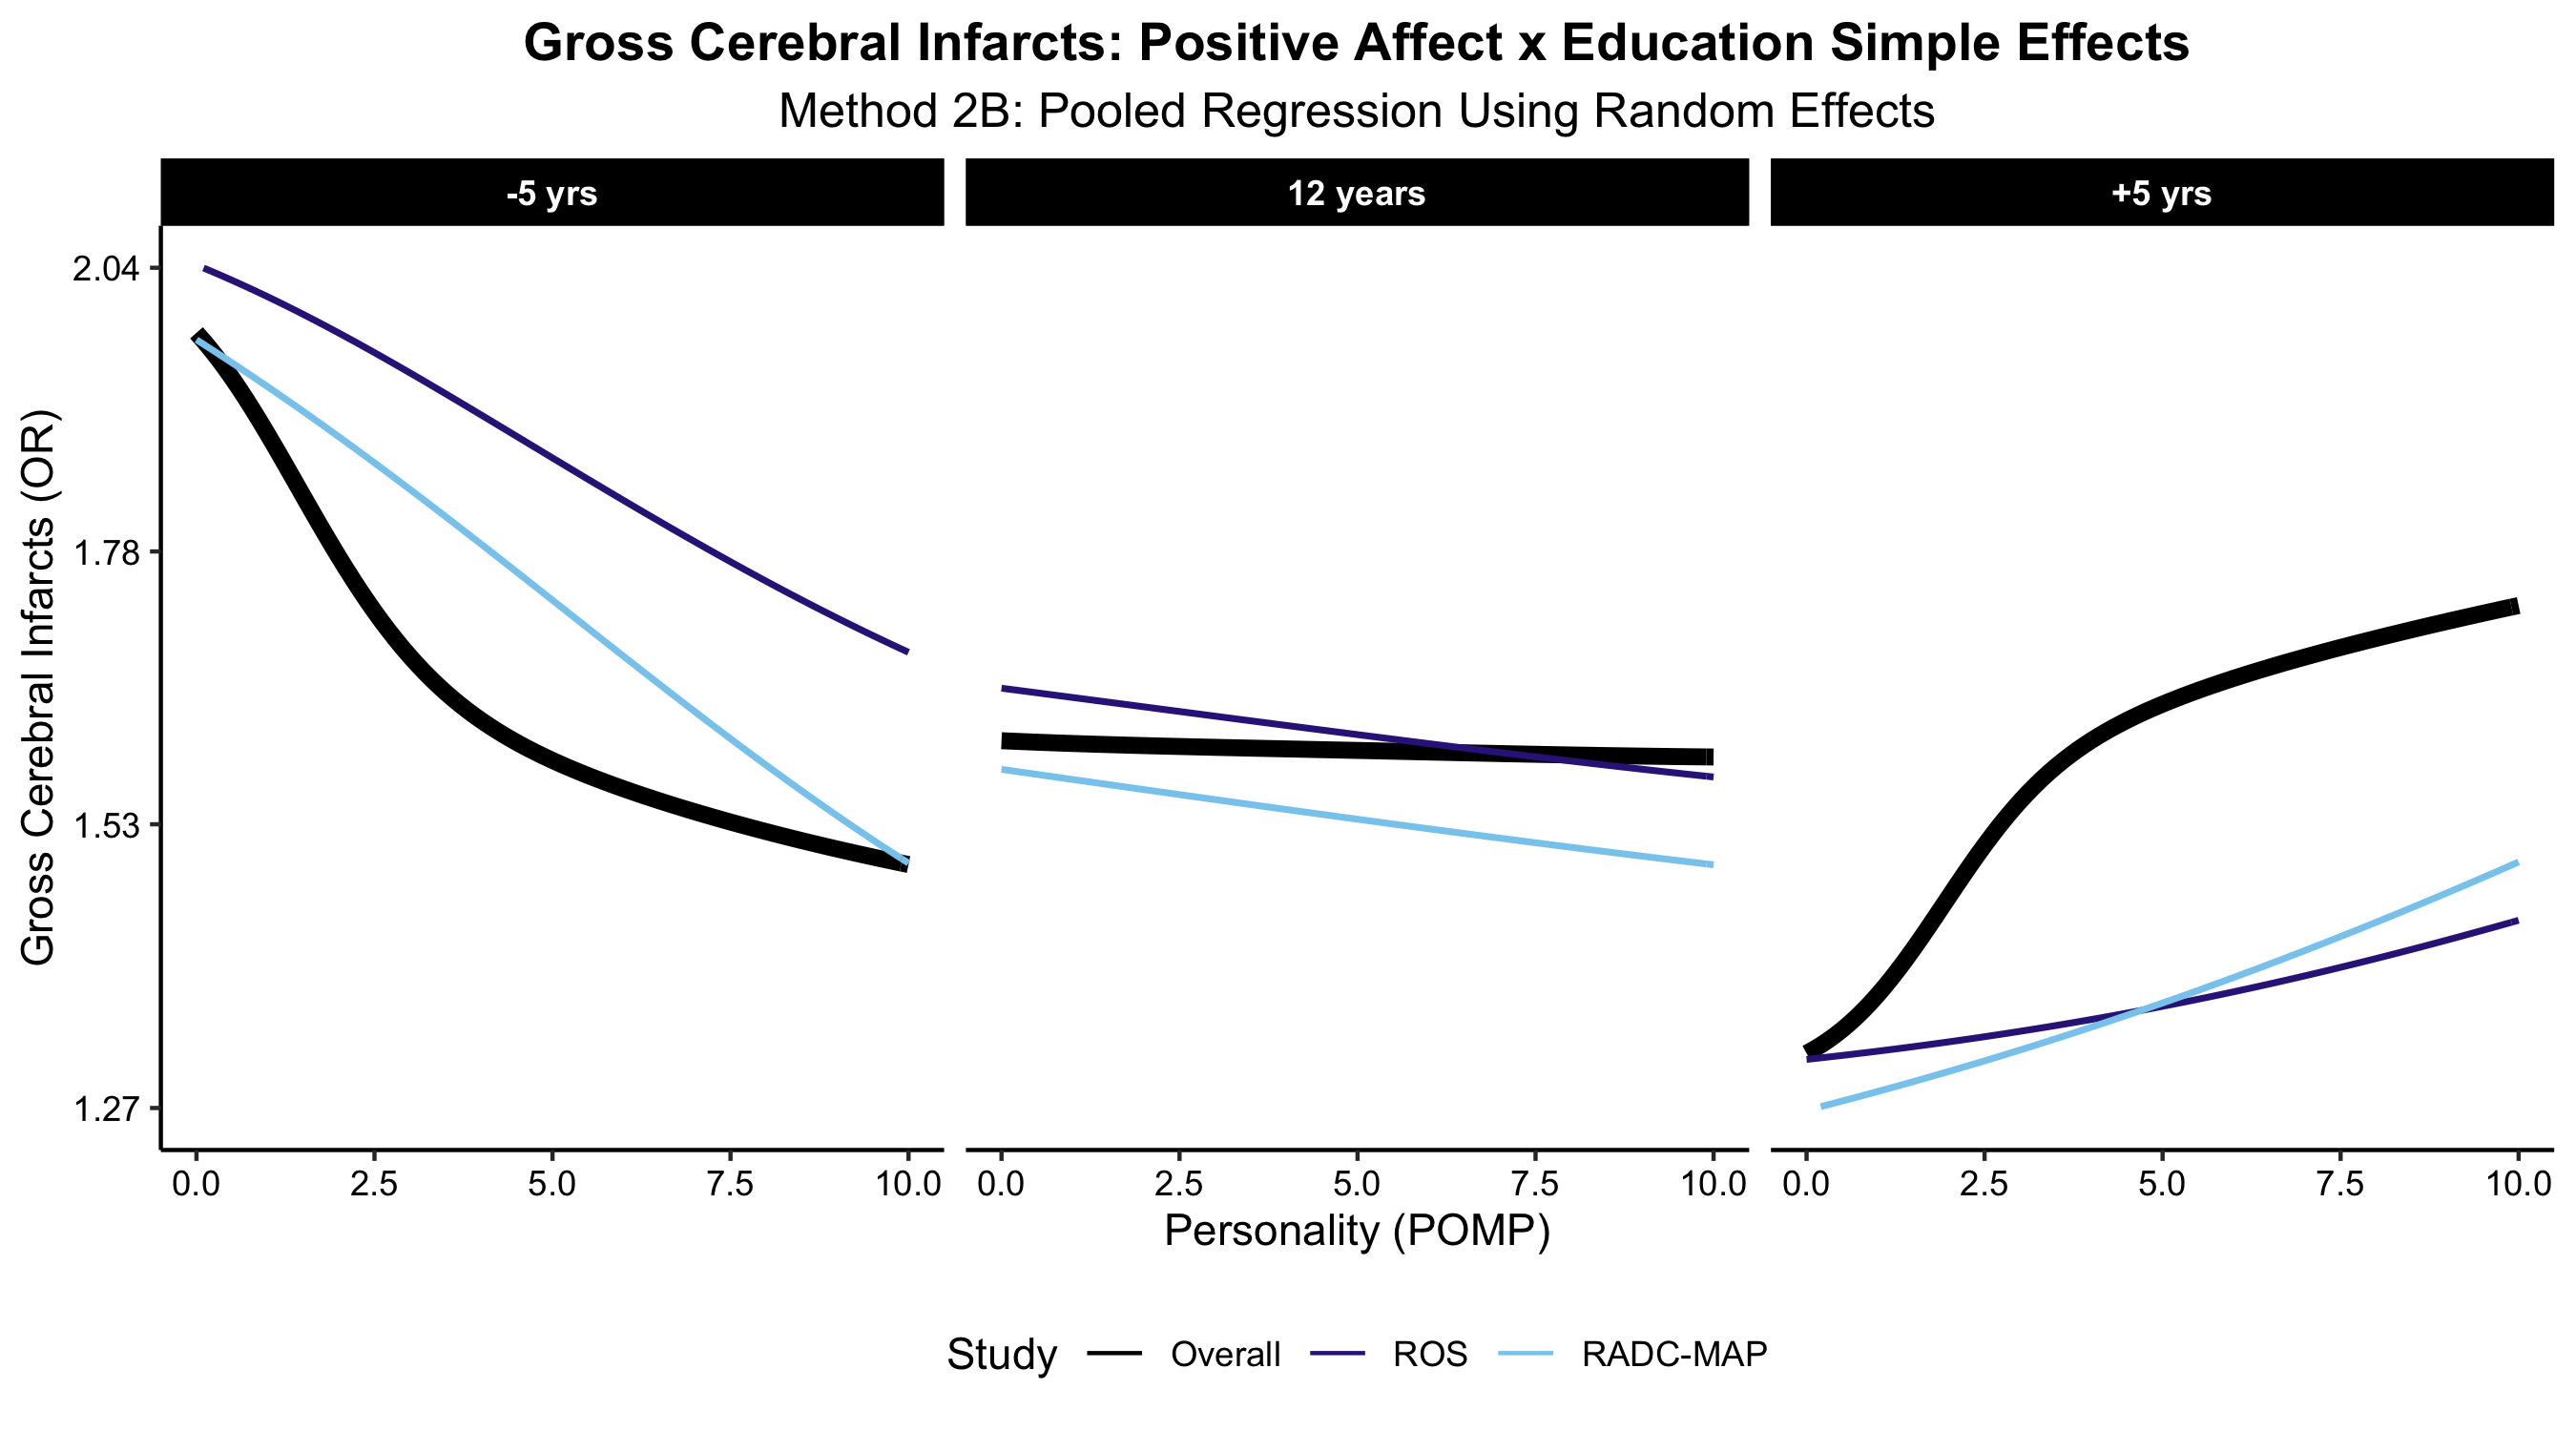 Gross Cerebral Infarcts: Positive Affect x Education Simple Effects
Method 2B: Pooled Regression Using Random Effects
-5 yrs
12 years
+5 yrs
Gross Cerebral Infarcts (OR)
2.04
1.78
1.53
1.27
0.0 2.5 5.0 7.5 10.0
0.0 2.5 5.0 7.5 10.0
0.0 2.5 5.0 7.5 10.0
Personality (POMP)
Study Overall ROS RADC-MAP